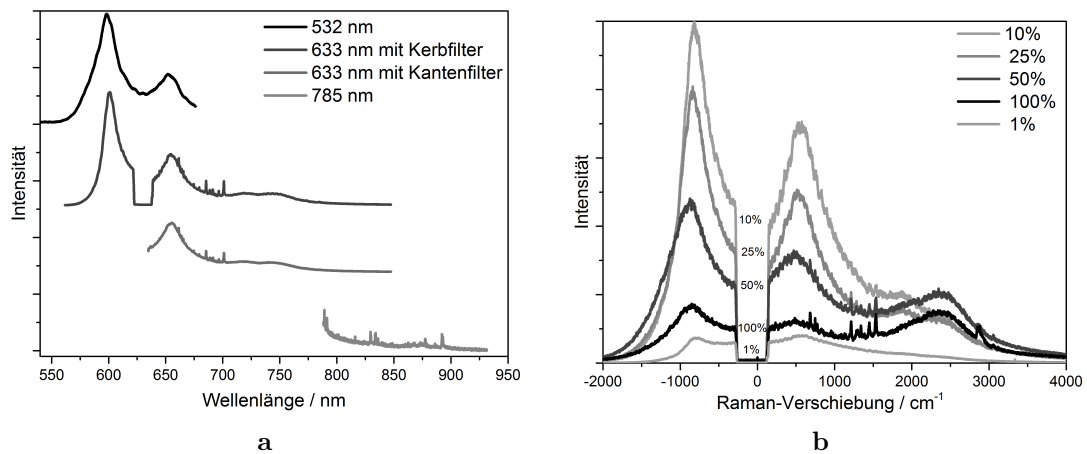 532 nm
633 nm mit Kerbfilter
633 nm mit Kantenfilter
785 nm
Intensität
550 600 650 700 750 800 850 900 950
Wellenlänge / nm
a
10%
25%
50%
100%
1%
10%
25%
50%
100%
1%
Intensität
-2000 -1000 0 1000 2000 3000 4000
Raman-Verschiebung / cm⁻¹
b